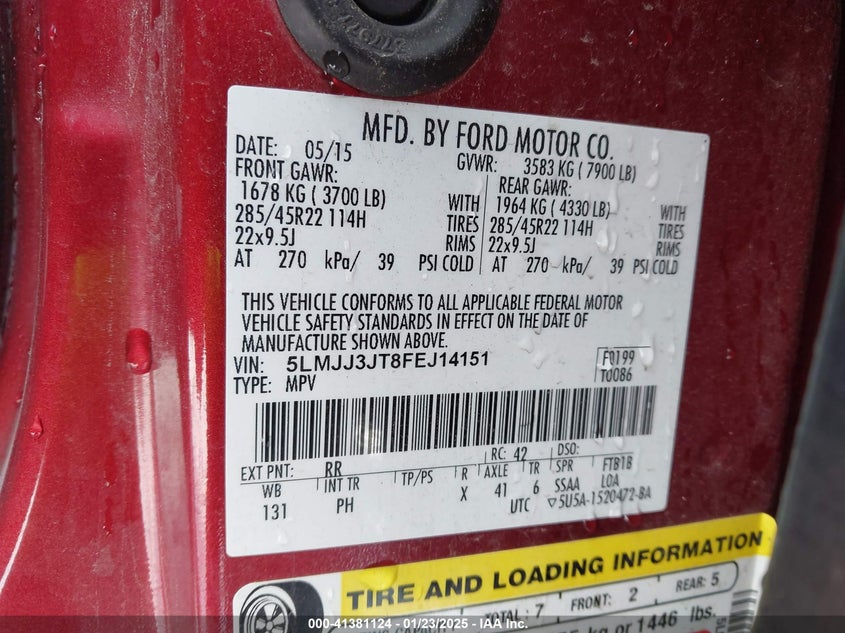 MFD. BY FORD MOTOR CO.
DATE: 05/15 GVWR: 3583 KG ( 7900 LB)
FRONT GAWR: REAR GAWR:
1678 KG ( 3700 LB) WITH 1964 KG ( 4330 LB) WITH
285/45R22 114H TIRES 285/45R22 114H TIRES
22x9.5J RIMS 22x9.5J RIMS
AT 270 kPa/ 39 PSI COLD AT 270 kPa/ 39 PSI COLD
THIS VEHICLE CONFORMS TO ALL APPLICABLE FEDERAL MOTOR
VEHICLE SAFETY STANDARDS IN EFFECT ON THE DATE OF
MANUFACTURE SHOWN ABOVE.
VIN: 5LMJJ3JT8FEJ14151 F0199
TYPE: MPV T0086
EXT PNT: RR RC: 42 DSO:
WB INT TR TP/PS R AXLE TR SPR FTB1B
131 PH X 41 6 SSAA LOA
UTC ▽5U5A-1520472-BA
TIRE AND LOADING INFORMATION
TOTAL: 7 FRONT: 2 REAR: 5
kg or 1446 lbs.
000-41381124 - 01/23/2025 - IAA, Inc.